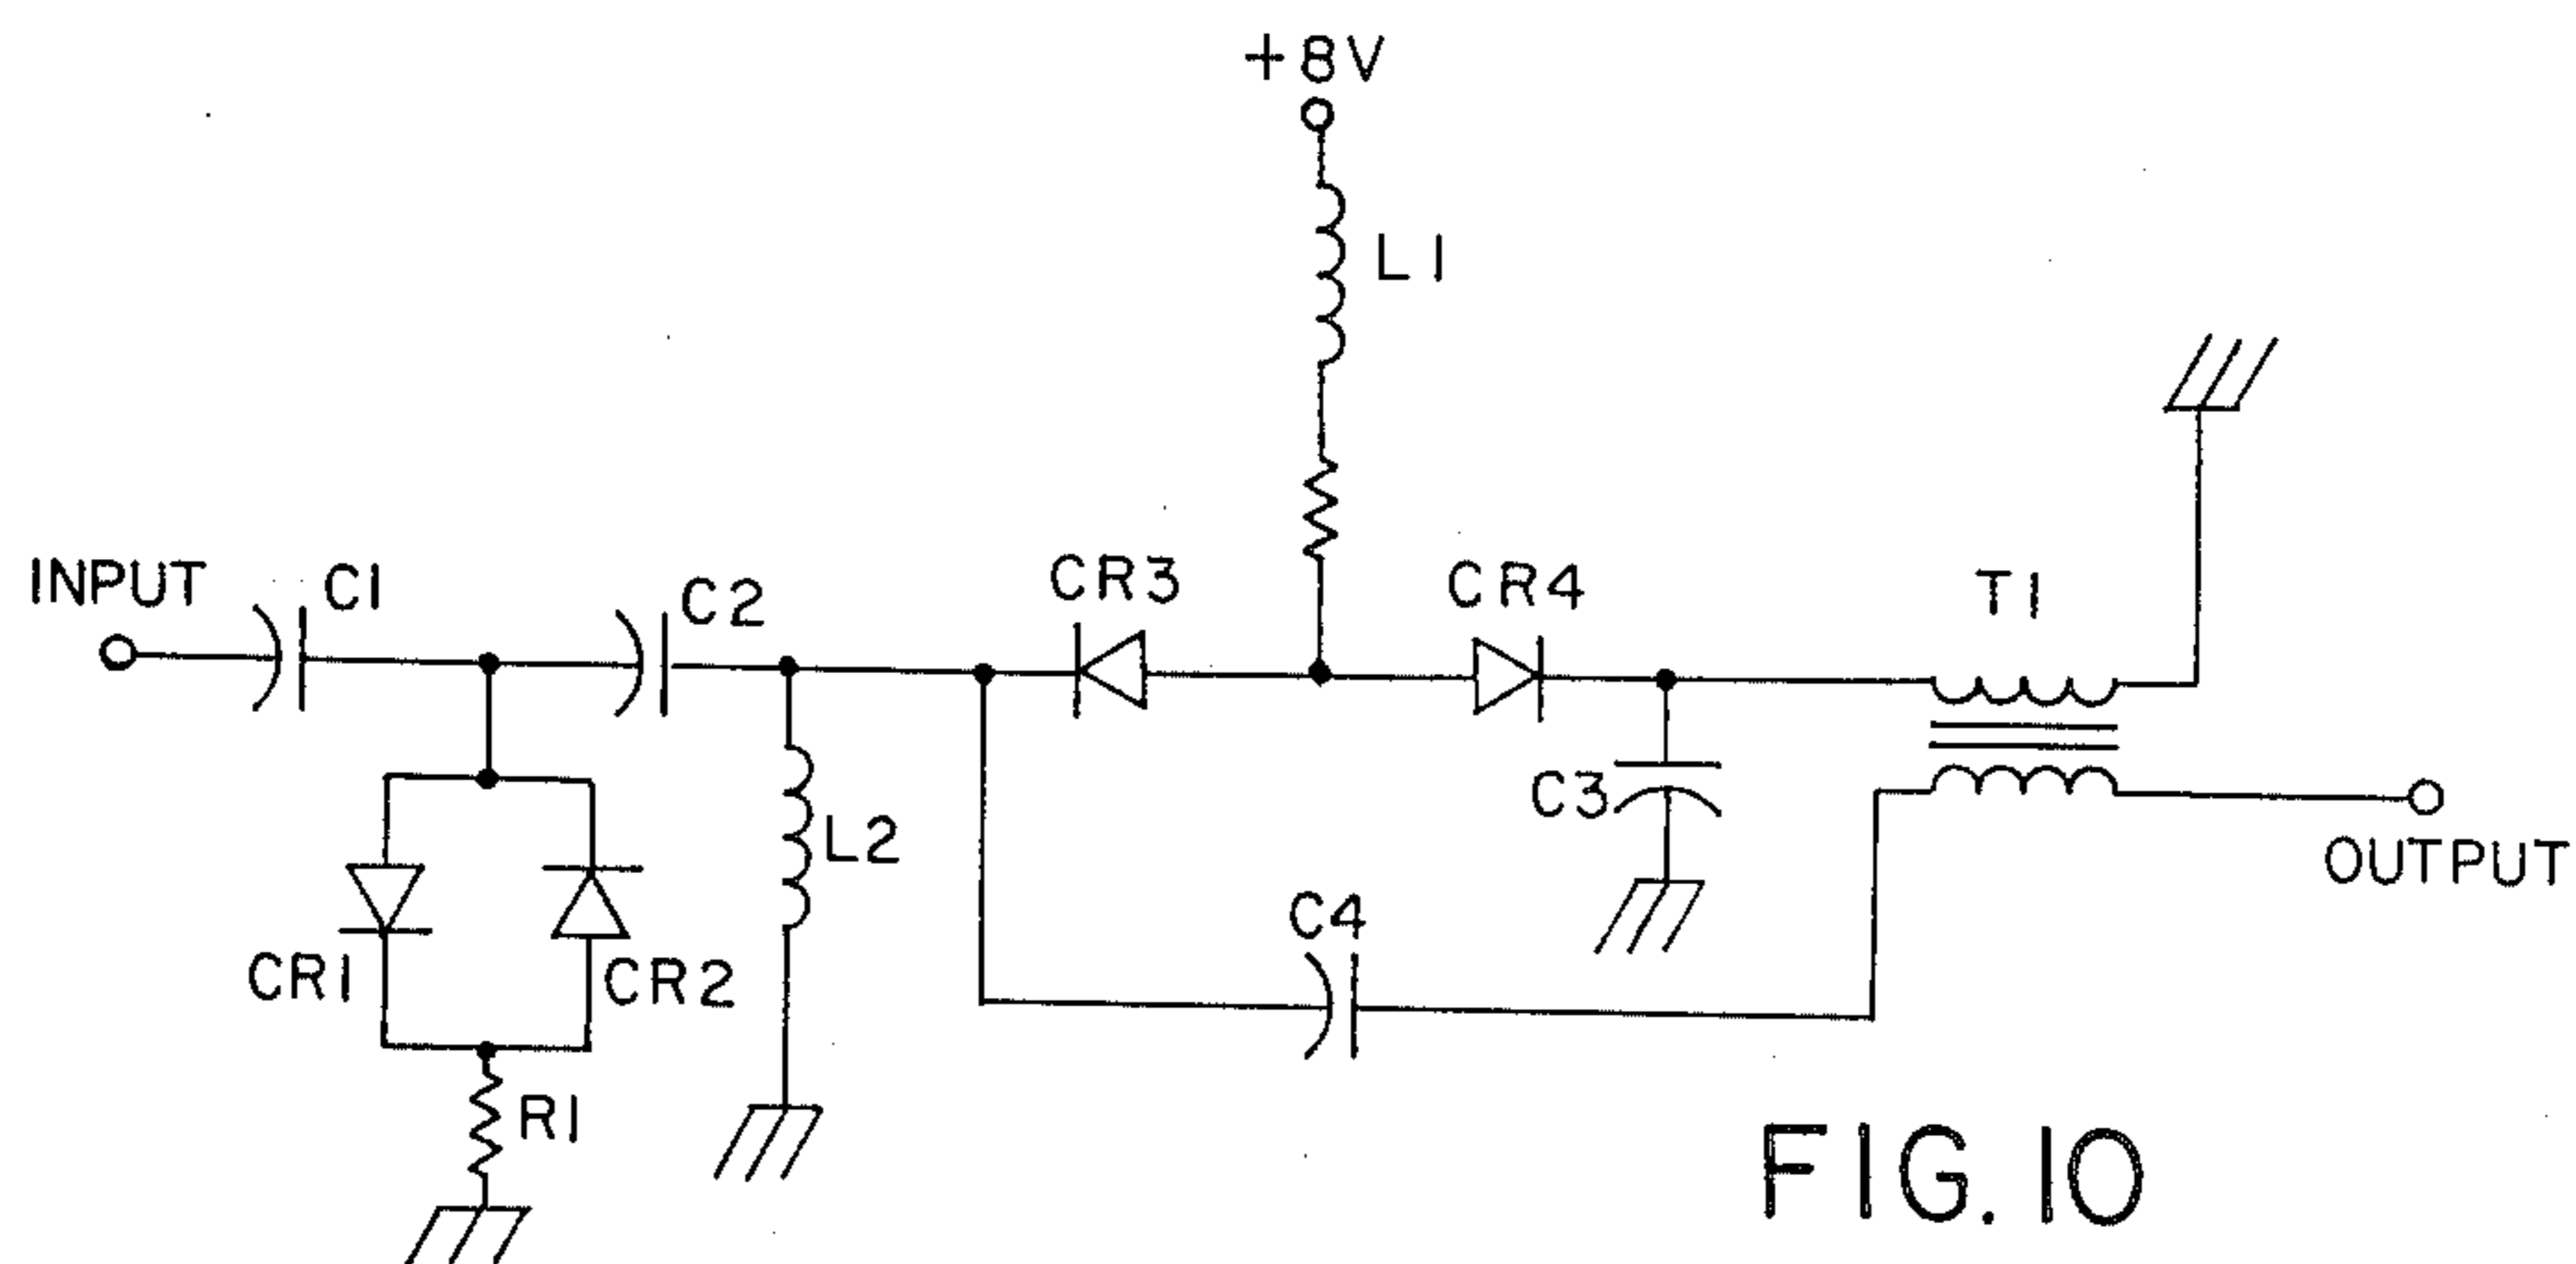 +8V
L1
INPUT
C1
C2
CR3
CR4
T1
C3
L2
OUTPUT
C4
CR1
CR2
R1
FIG. 10